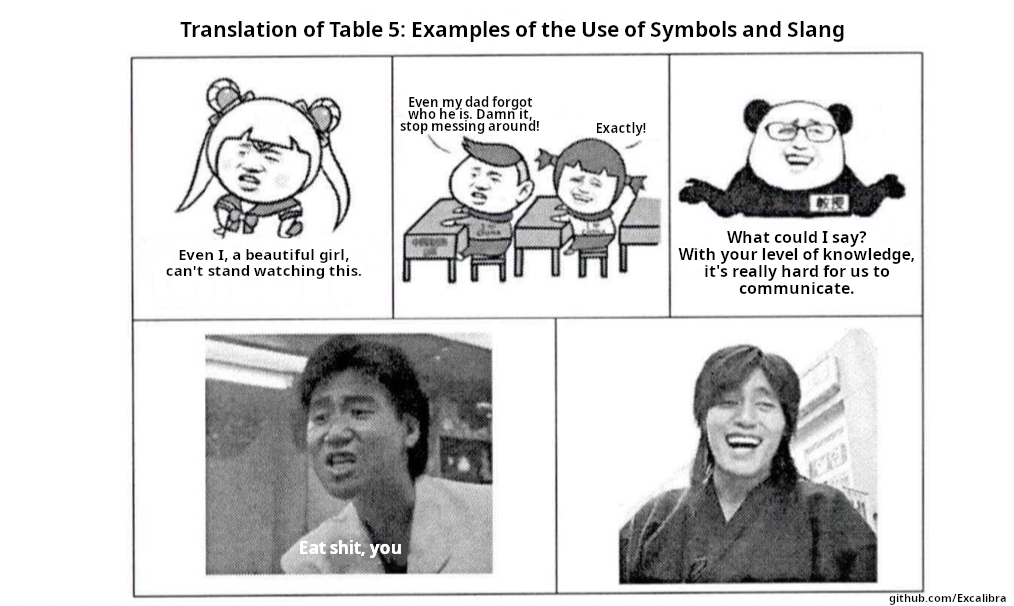 Translation of Table 5: Examples of the Use of Symbols and Slang
Even my dad forgot
who he is. Damn it,
stop messing around!
Exactly!
教授
Even I, a beautiful girl,
can't stand watching this.
What could I say?
With your level of knowledge,
it's really hard for us to
communicate.
Eat shit, you
github.com/Excalibra